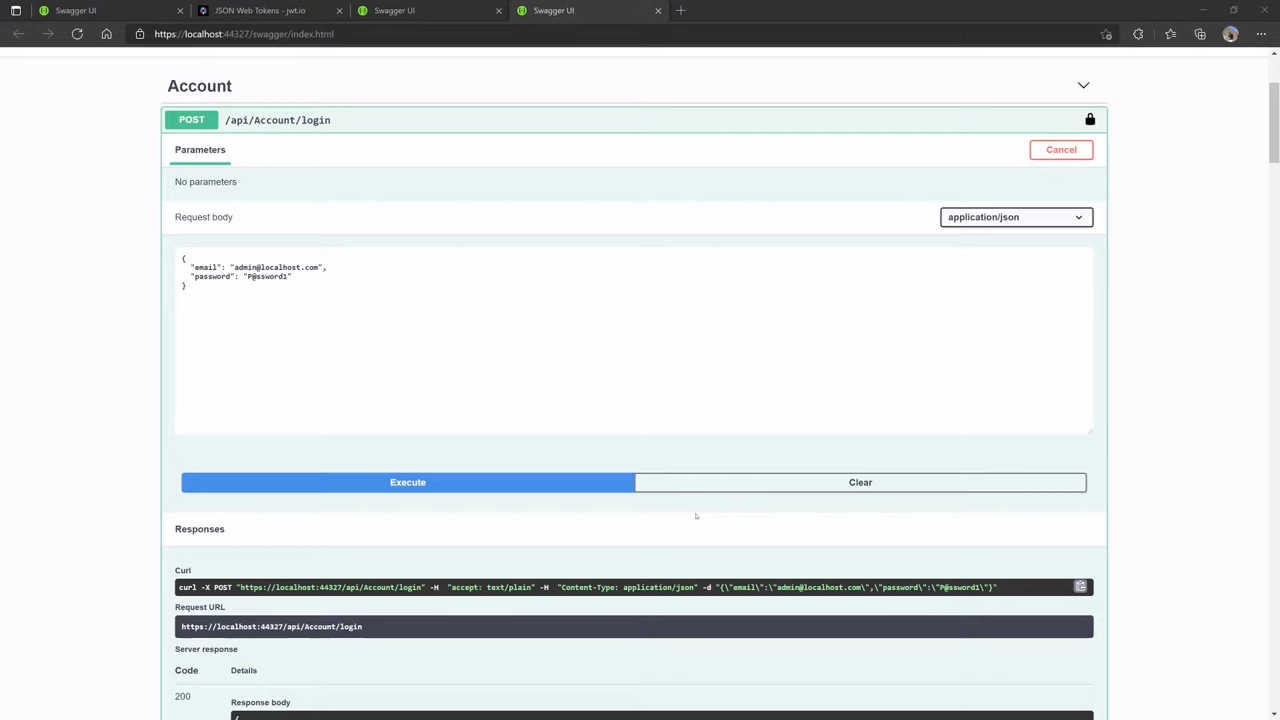 Swagger UI
JSON Web Tokens - jwt.io
Swagger UI
Swagger UI
https://localhost:44327/swagger/index.html
Account
POST
/api/Account/login
Parameters
Cancel
No parameters
Request body
application/json
{
"email": "admin@localhost.com",
"password": "P@ssword1"
}
Execute
Clear
Responses
Curl
curl -X POST "https://localhost:44327/api/Account/login" -H  "accept: text/plain" -H  "Content-Type: application/json" -d "{\"email\":\"admin@localhost.com\",\"password\":\"P@ssword1\"}"
Request URL
https://localhost:44327/api/Account/login
Server response
Code
Details
200
Response body